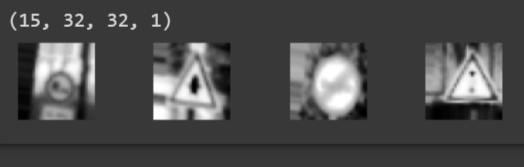 (15, 32, 32, 1)